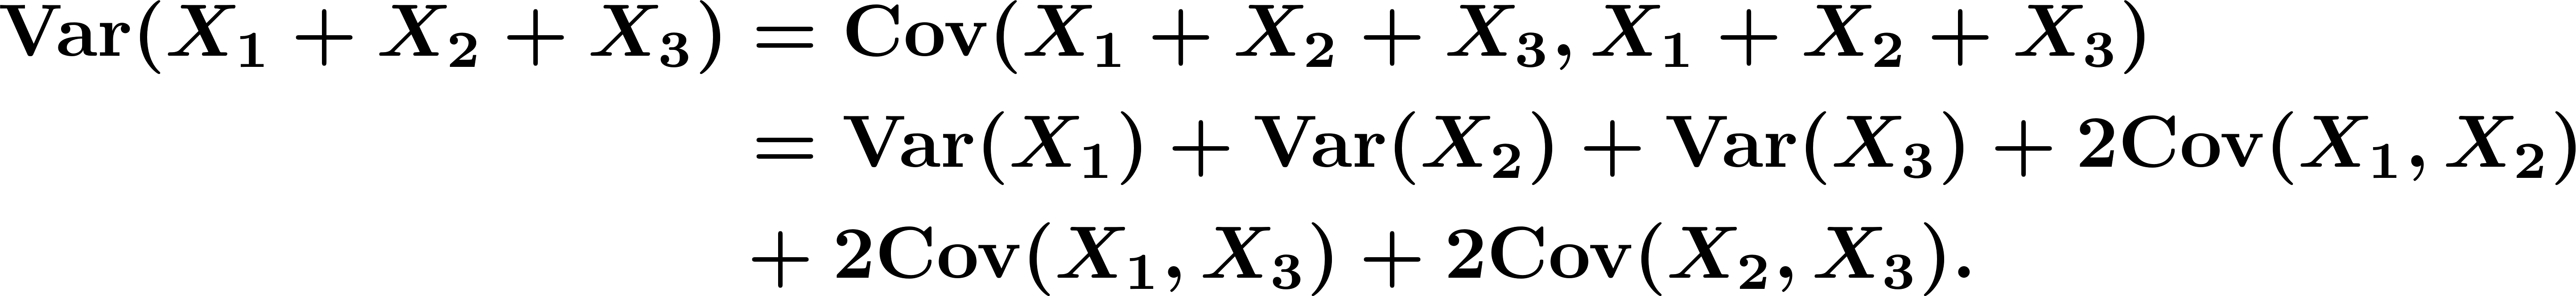 Var(X₁ + X₂ + X₃) = Cov(X₁ + X₂ + X₃, X₁ + X₂ + X₃)
= Var(X₁) + Var(X₂) + Var(X₃) + 2Cov(X₁, X₂)
+ 2Cov(X₁, X₃) + 2Cov(X₂, X₃).